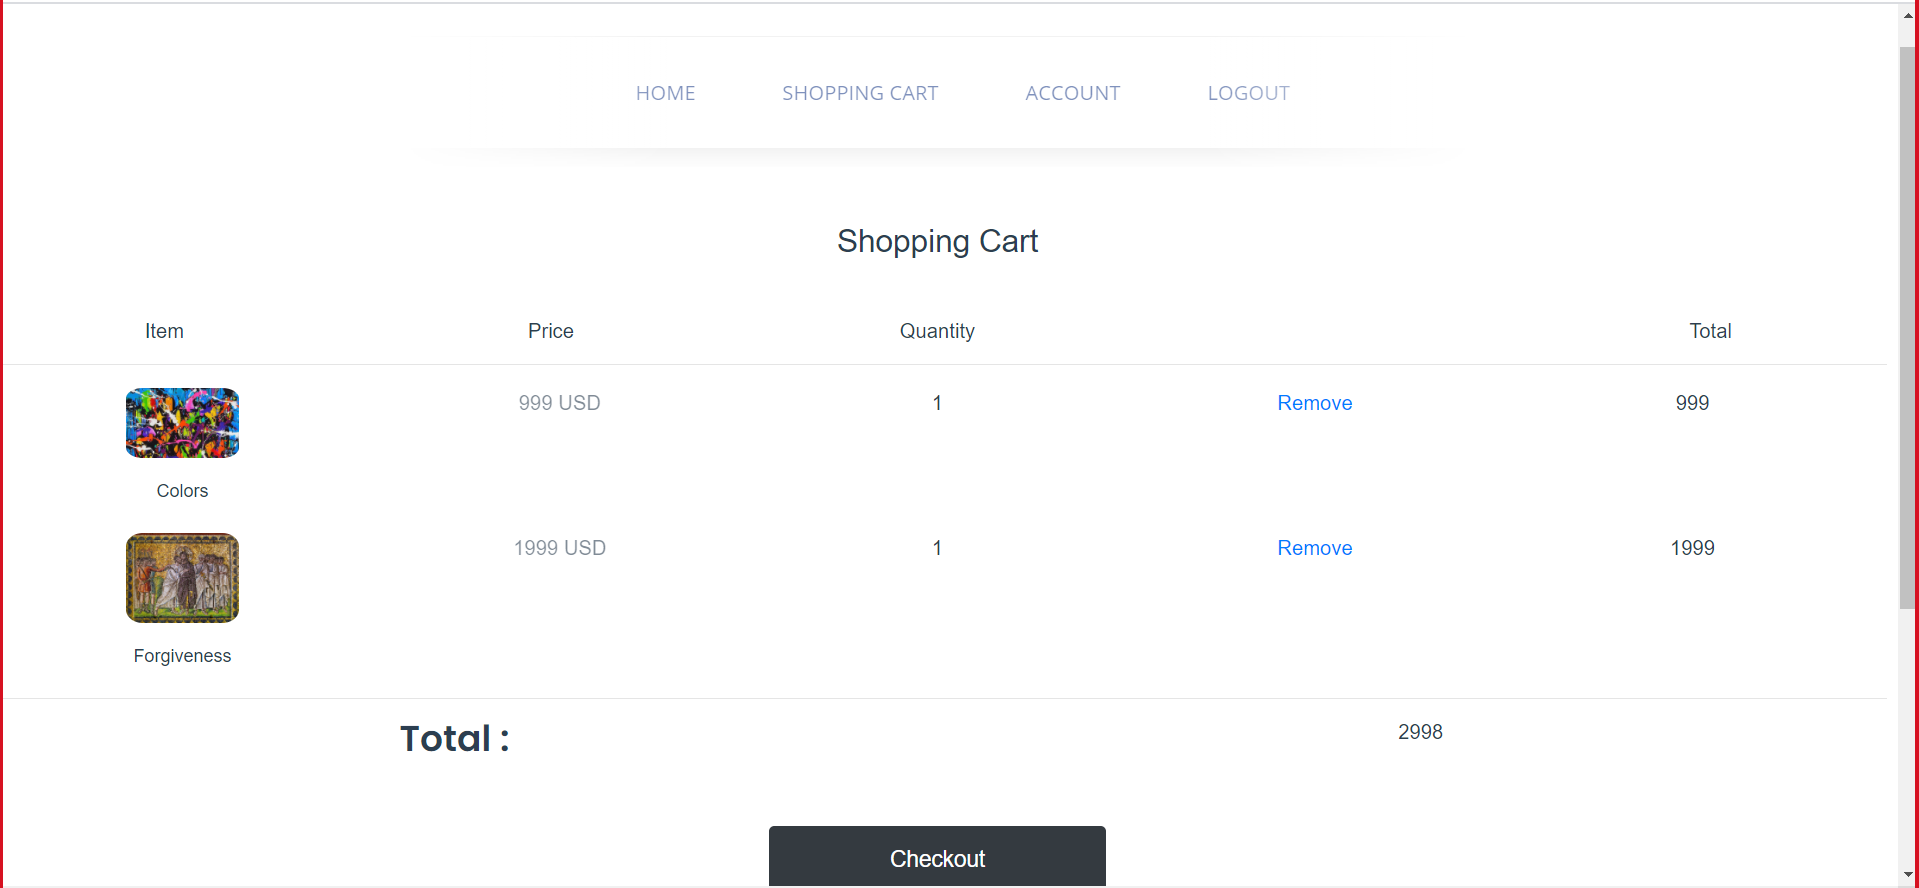 HOME SHOPPING CART ACCOUNT LOGOUT
Shopping Cart
Item Price Quantity Total
999 USD 1 Remove 999
Colors
1999 USD 1 Remove 1999
Forgiveness
Total : 2998
Checkout